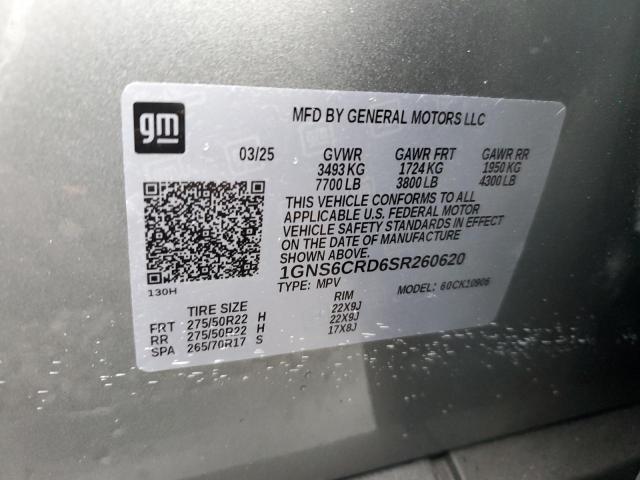 gm
MFD BY GENERAL MOTORS LLC
03/25 GVWR GAWR FRT GAWR RR
3493 KG 1724 KG 1950 KG
7700 LB 3800 LB 4300 LB
THIS VEHICLE CONFORMS TO ALL
APPLICABLE U.S. FEDERAL MOTOR
VEHICLE SAFETY STANDARDS IN EFFECT
ON THE DATE OF MANUFACTURE
SHOWN ABOVE.
1GNS6CRD6SR260620
TYPE: MPV MODEL: 60CK10906
130H
TIRE SIZE RIM
FRT 275/50R22 H 22X9J
RR 275/50R22 H 22X9J
SPA 265/70R17 S 17X8J